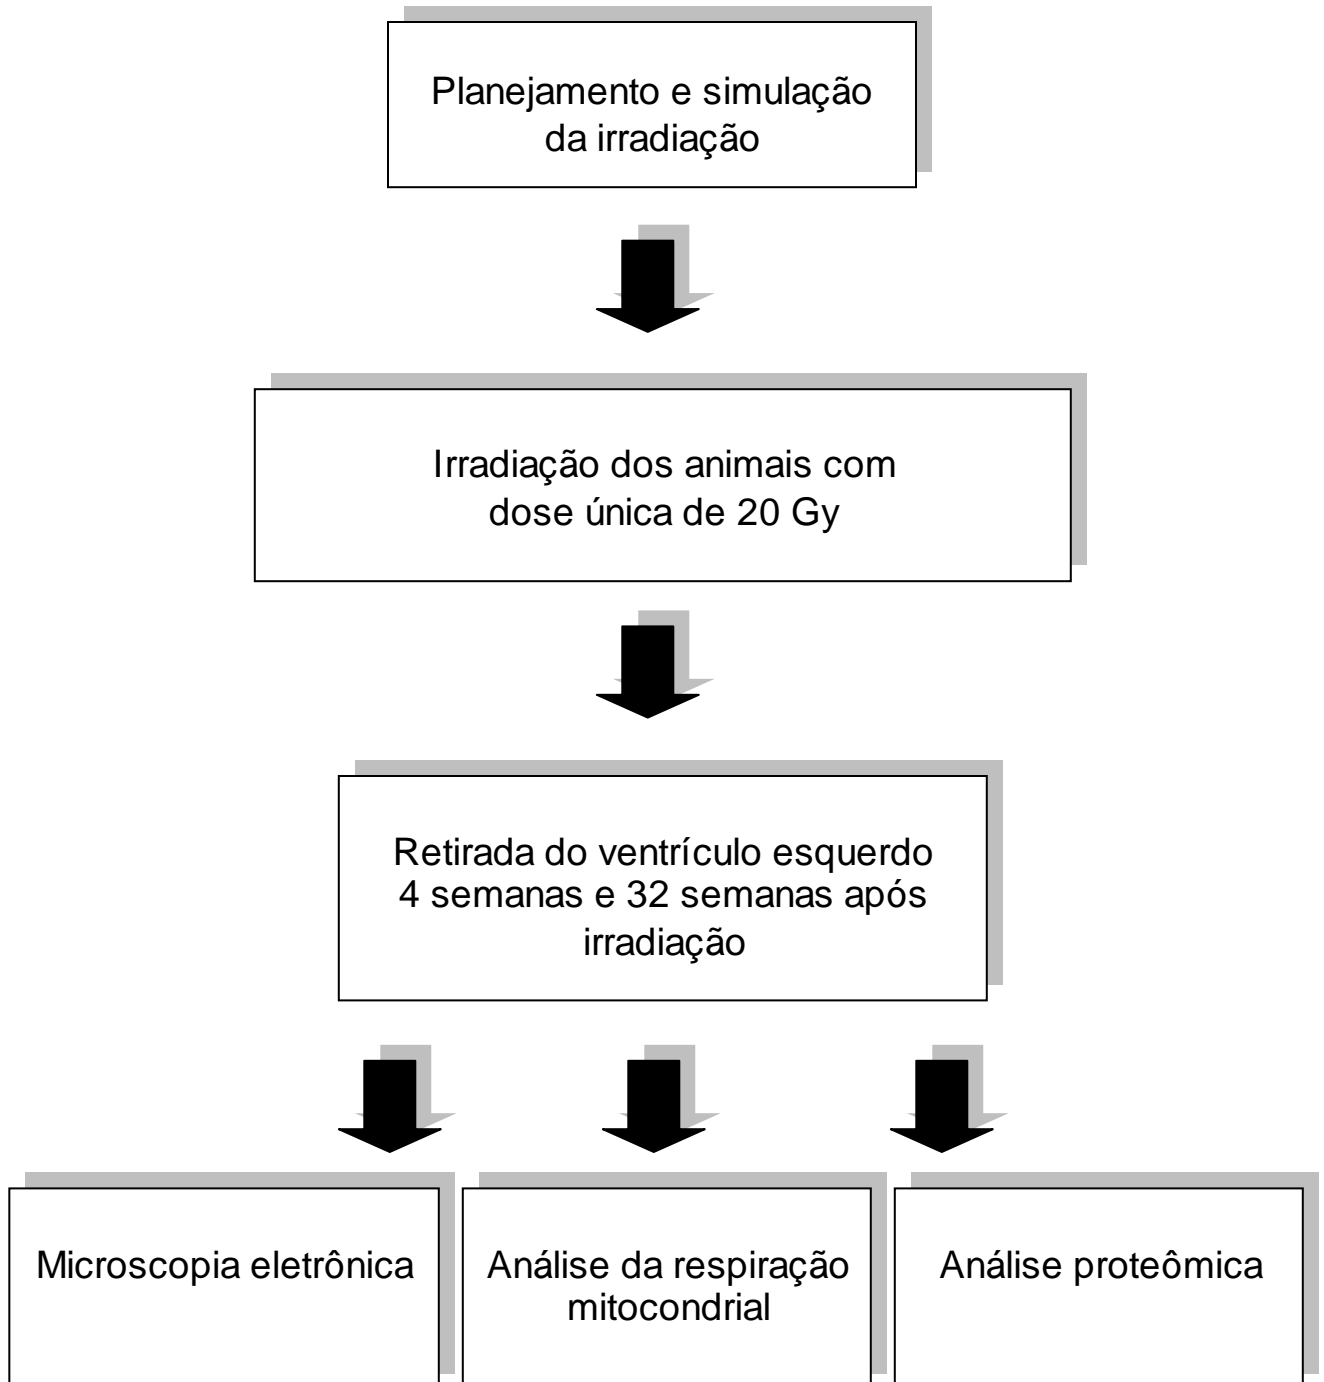 Planejamento e simulação
da irradiação
Irradiação dos animais com
dose única de 20 Gy
Retirada do ventrículo esquerdo
4 semanas e 32 semanas após
irradiação
Microscopia eletrônica
Análise da respiração
mitocondrial
Análise proteômica